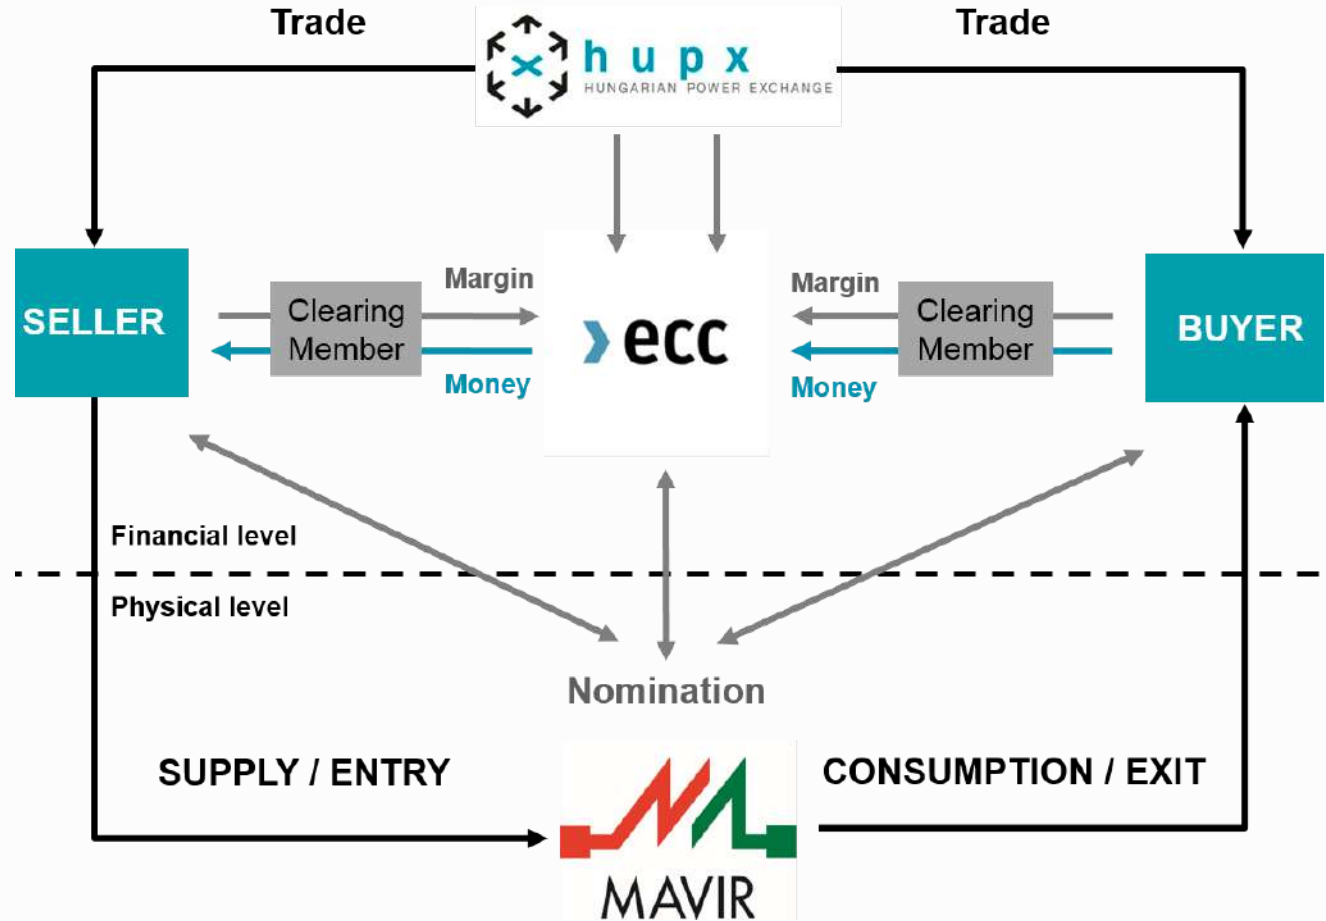 Trade
Trade
hupx
HUNGARIAN POWER EXCHANGE
SELLER
Clearing
Member
Margin
Money
ecc
Margin
Money
Clearing
Member
BUYER
Financial level
Physical level
Nomination
SUPPLY / ENTRY
CONSUMPTION / EXIT
MAVIR